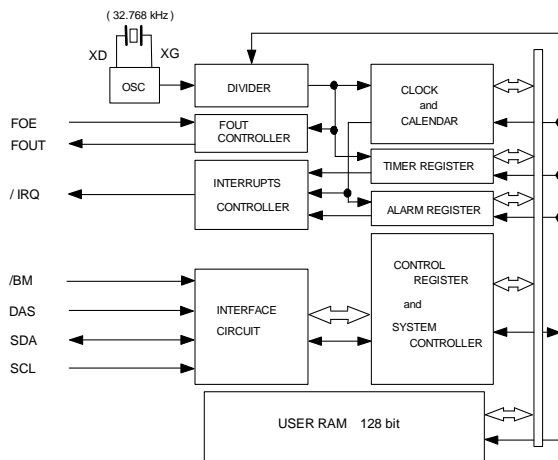 ( 32.768 kHz)
XD
XG
OSC
DIVIDER
CLOCK
and
CALENDAR
FOE
FOUT
FOUT
CONTROLLER
TIMER REGISTER
/ IRQ
INTERRUPTS
CONTROLLER
ALARM REGISTER
/BM
DAS
SDA
SCL
INTERFACE
CIRCUIT
CONTROL
REGISTER
and
SYSTEM
CONTROLLER
USER RAM 128 bit